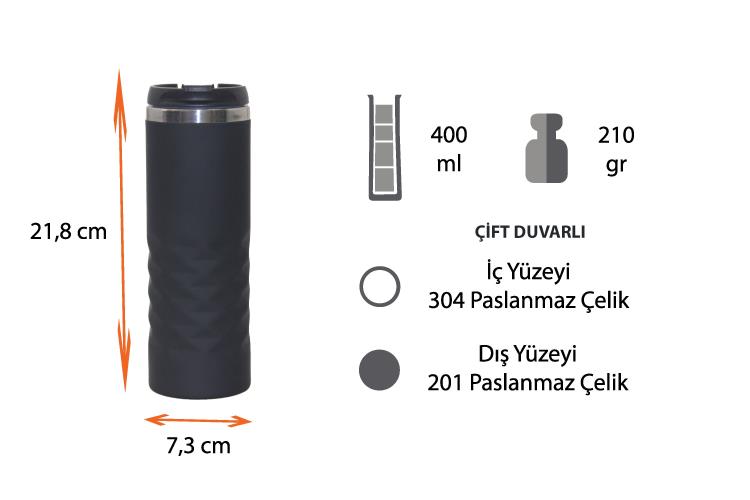 21,8 cm
7,3 cm
400
ml
210
gr
ÇİFT DUVARLI
İç Yüzeyi
304 Paslanmaz Çelik
Dış Yüzeyi
201 Paslanmaz Çelik